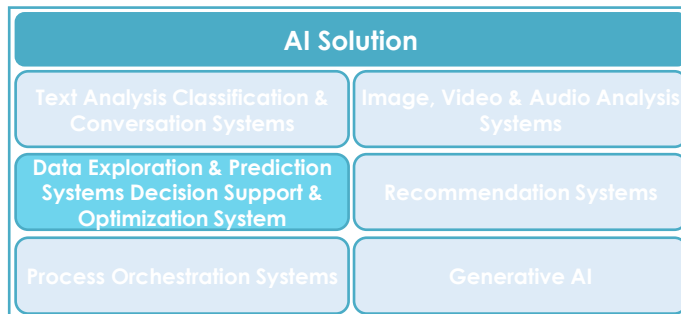 AI Solution
Text Analysis Classification &
Conversation Systems
Image, Video & Audio Analysis
Systems
Data Exploration & Prediction
Systems Decision Support &
Optimization System
Recommendation Systems
Process Orchestration Systems
Generative AI